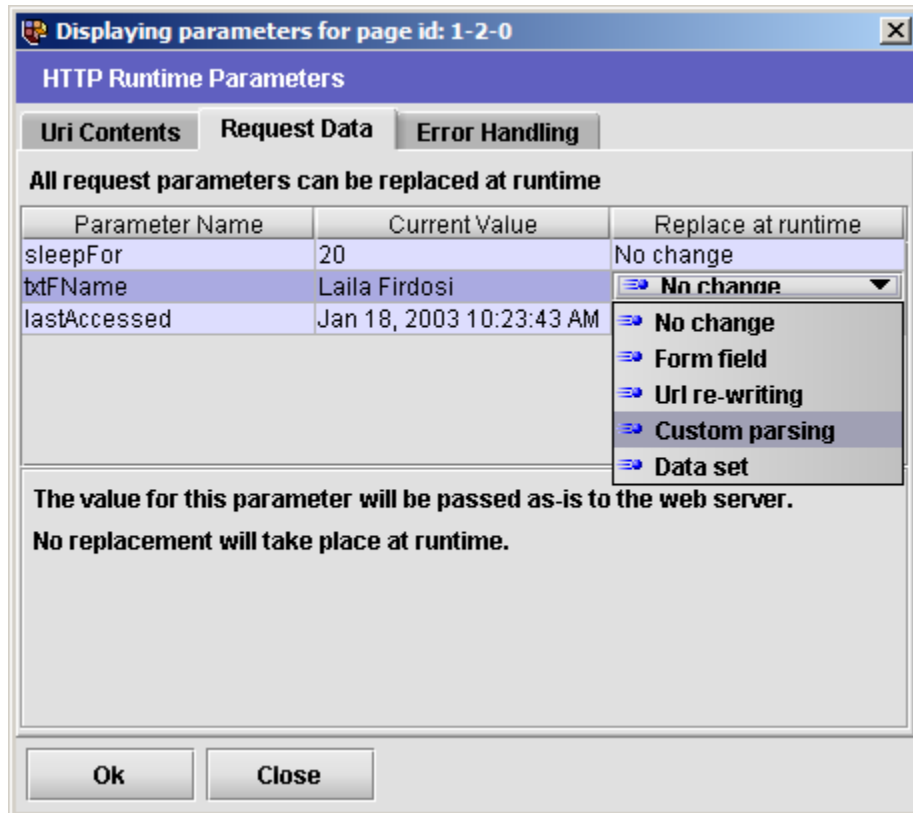 Displaying parameters for page id: 1-2-0
HTTP Runtime Parameters
Uri Contents Request Data Error Handling
All request parameters can be replaced at runtime
Parameter Name Current Value Replace at runtime
sleepFor 20 No change
txtFName Laila Firdosi No change
lastAccessed Jan 18, 2003 10:23:43 AM
No change
Form field
Url re-writing
Custom parsing
Data set
The value for this parameter will be passed as-is to the web server.
No replacement will take place at runtime.
Ok Close